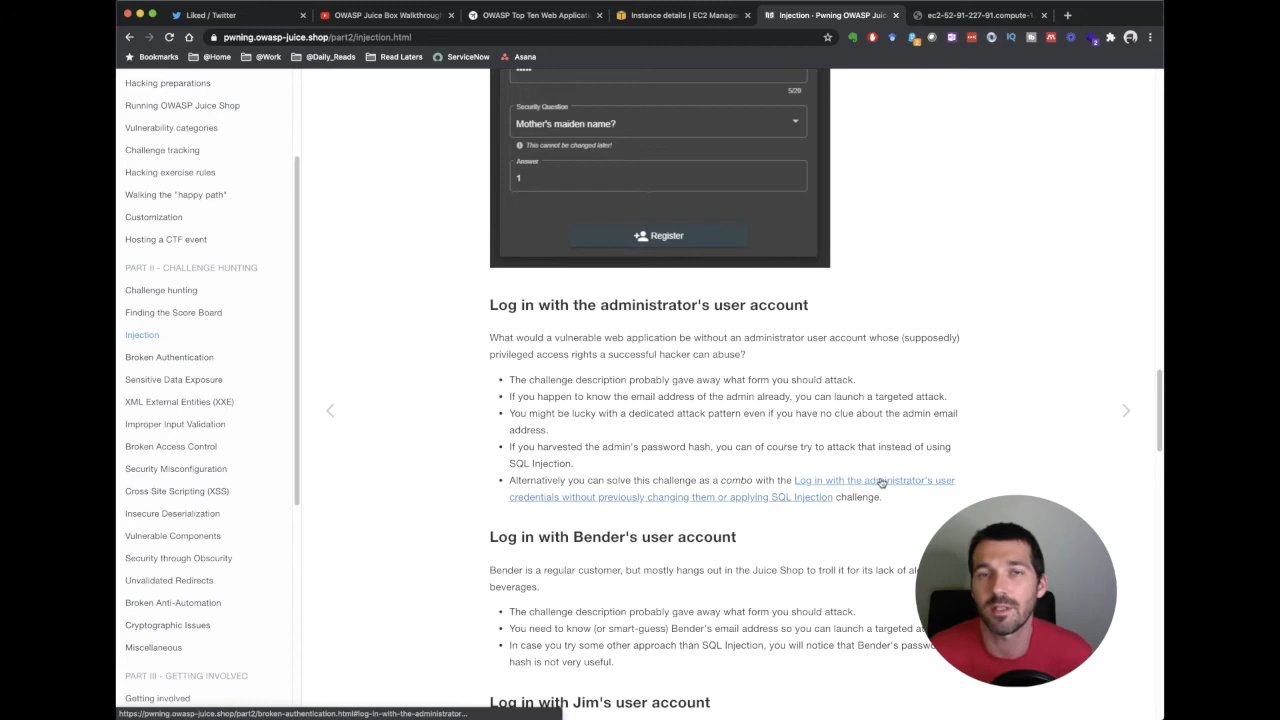 Liked / Twitter
OWASP Juice Box Walkthrough
OWASP Top Ten Web Applicati
Instance details | EC2 Manage
Injection · Pwning OWASP Juic
ec2-52-91-227-91.compute-1
pwning.owasp-juice.shop/part2/injection.html
Bookmarks @Home @Work @Daily_Reads Read Laters ServiceNow Asana
Hacking preparations
Running OWASP Juice Shop
Vulnerability categories
Challenge tracking
Hacking exercise rules
Walking the "happy path"
Customization
Hosting a CTF event
PART II - CHALLENGE HUNTING
Challenge hunting
Finding the Score Board
Injection
Broken Authentication
Sensitive Data Exposure
XML External Entities (XXE)
Improper Input Validation
Broken Access Control
Security Misconfiguration
Cross Site Scripting (XSS)
Insecure Deserialization
Vulnerable Components
Security through Obscurity
Unvalidated Redirects
Broken Anti-Automation
Cryptographic Issues
Miscellaneous
PART III - GETTING INVOLVED
Getting involved
•••••
5/20
Security Question
Mother's maiden name?
This cannot be changed later!
Answer
1
Register
Log in with the administrator's user account
What would a vulnerable web application be without an administrator user account whose (supposedly)
privileged access rights a successful hacker can abuse?
• The challenge description probably gave away what form you should attack.
• If you happen to know the email address of the admin already, you can launch a targeted attack.
• You might be lucky with a dedicated attack pattern even if you have no clue about the admin email
address.
• If you harvested the admin's password hash, you can of course try to attack that instead of using
SQL Injection.
• Alternatively you can solve this challenge as a combo with the Log in with the administrator's user
credentials without previously changing them or applying SQL Injection challenge.
Log in with Bender's user account
Bender is a regular customer, but mostly hangs out in the Juice Shop to troll it for its lack of al
beverages.
• The challenge description probably gave away what form you should attack.
• You need to know (or smart-guess) Bender's email address so you can launch a targeted at
• In case you try some other approach than SQL Injection, you will notice that Bender's passw
hash is not very useful.
Log in with Jim's user account
https://pwning.owasp-juice.shop/part2/broken-authentication.html#log-in-with-the-administrator...